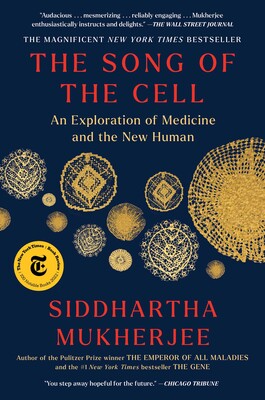 "Audacious . . . mesmerizing . . . reliably engaging . . . Mukherjee
enthusiastically instructs and delights." —THE WALL STREET JOURNAL
THE MAGNIFICENT NEW YORK TIMES BESTSELLER
THE SONG OF
THE CELL
An Exploration of Medicine
and the New Human
SIDDHARTHA
MUKHERJEE
Author of the Pulitzer Prize winner THE EMPEROR OF ALL MALADIES
and the #1 New York Times bestseller THE GENE
"You step away hopeful for the future." —CHICAGO TRIBUNE